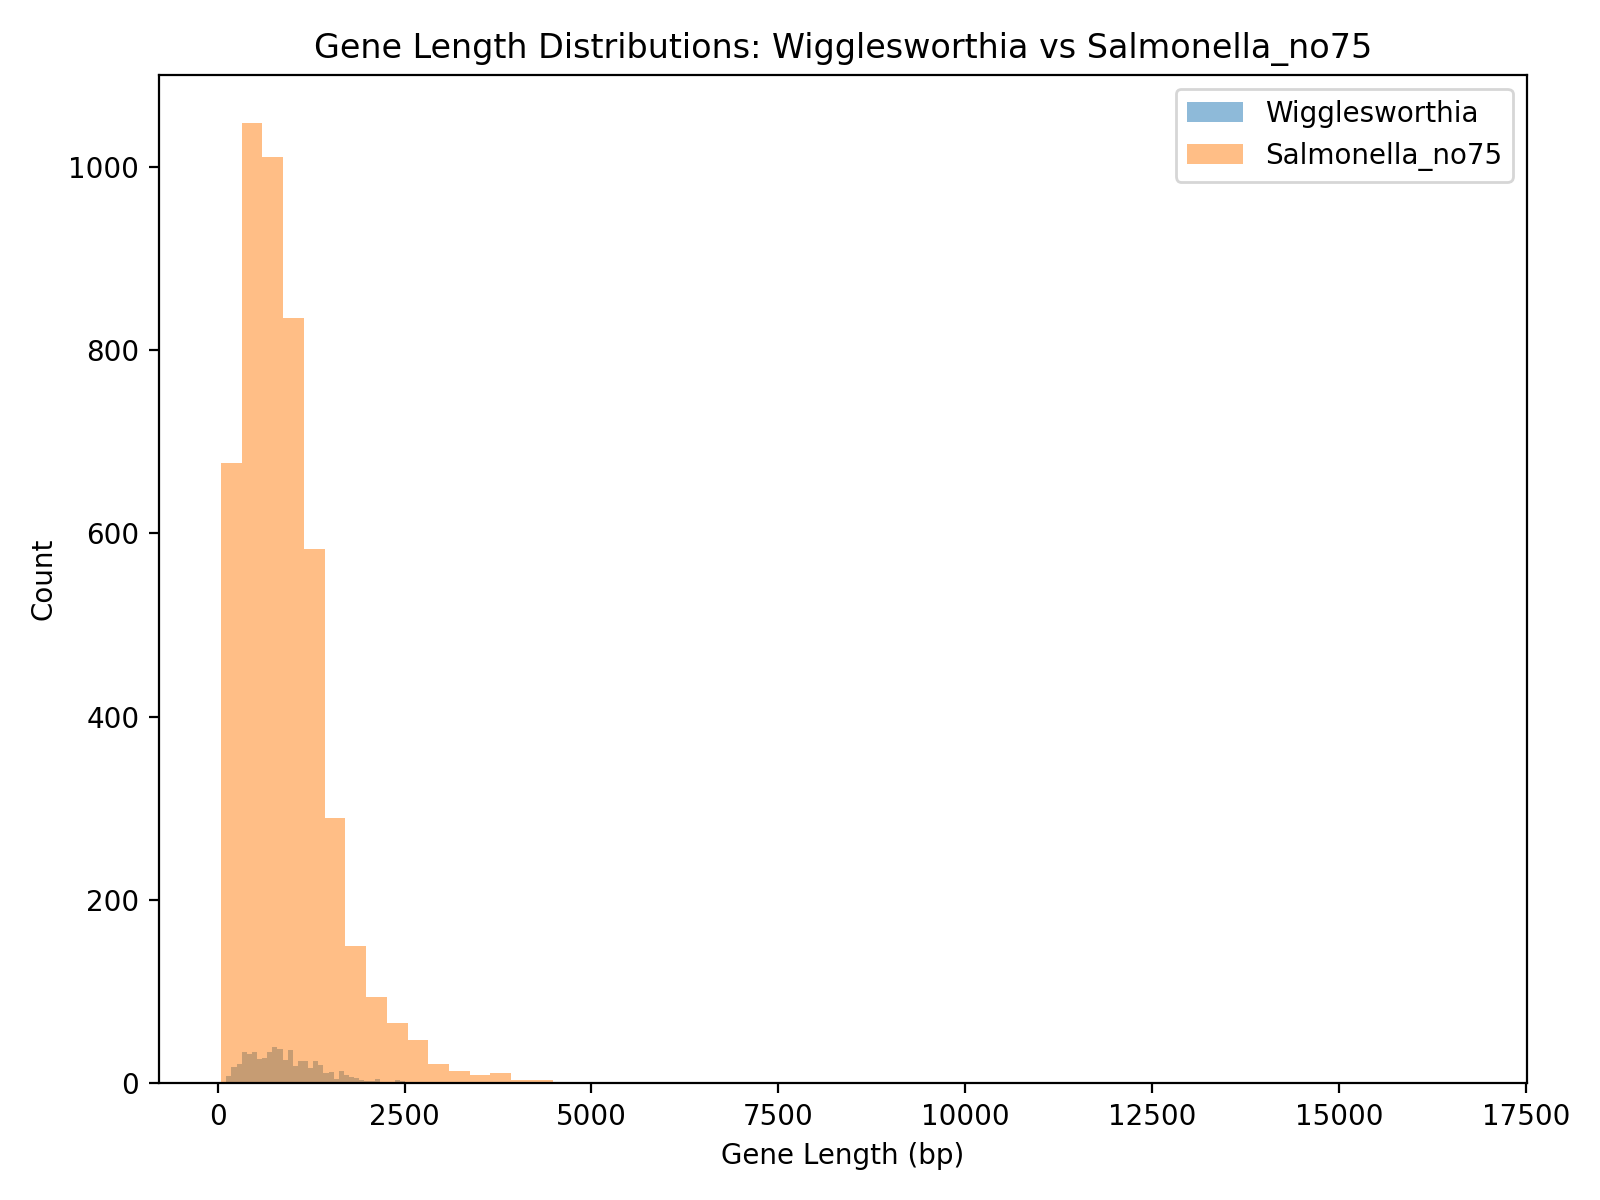 Gene Length Distributions: Wigglesworthia vs Salmonella_no75
Wigglesworthia
Salmonella_no75
1000
800
600
400
200
0
Count
0 2500 5000 7500 10000 12500 15000 17500
Gene Length (bp)